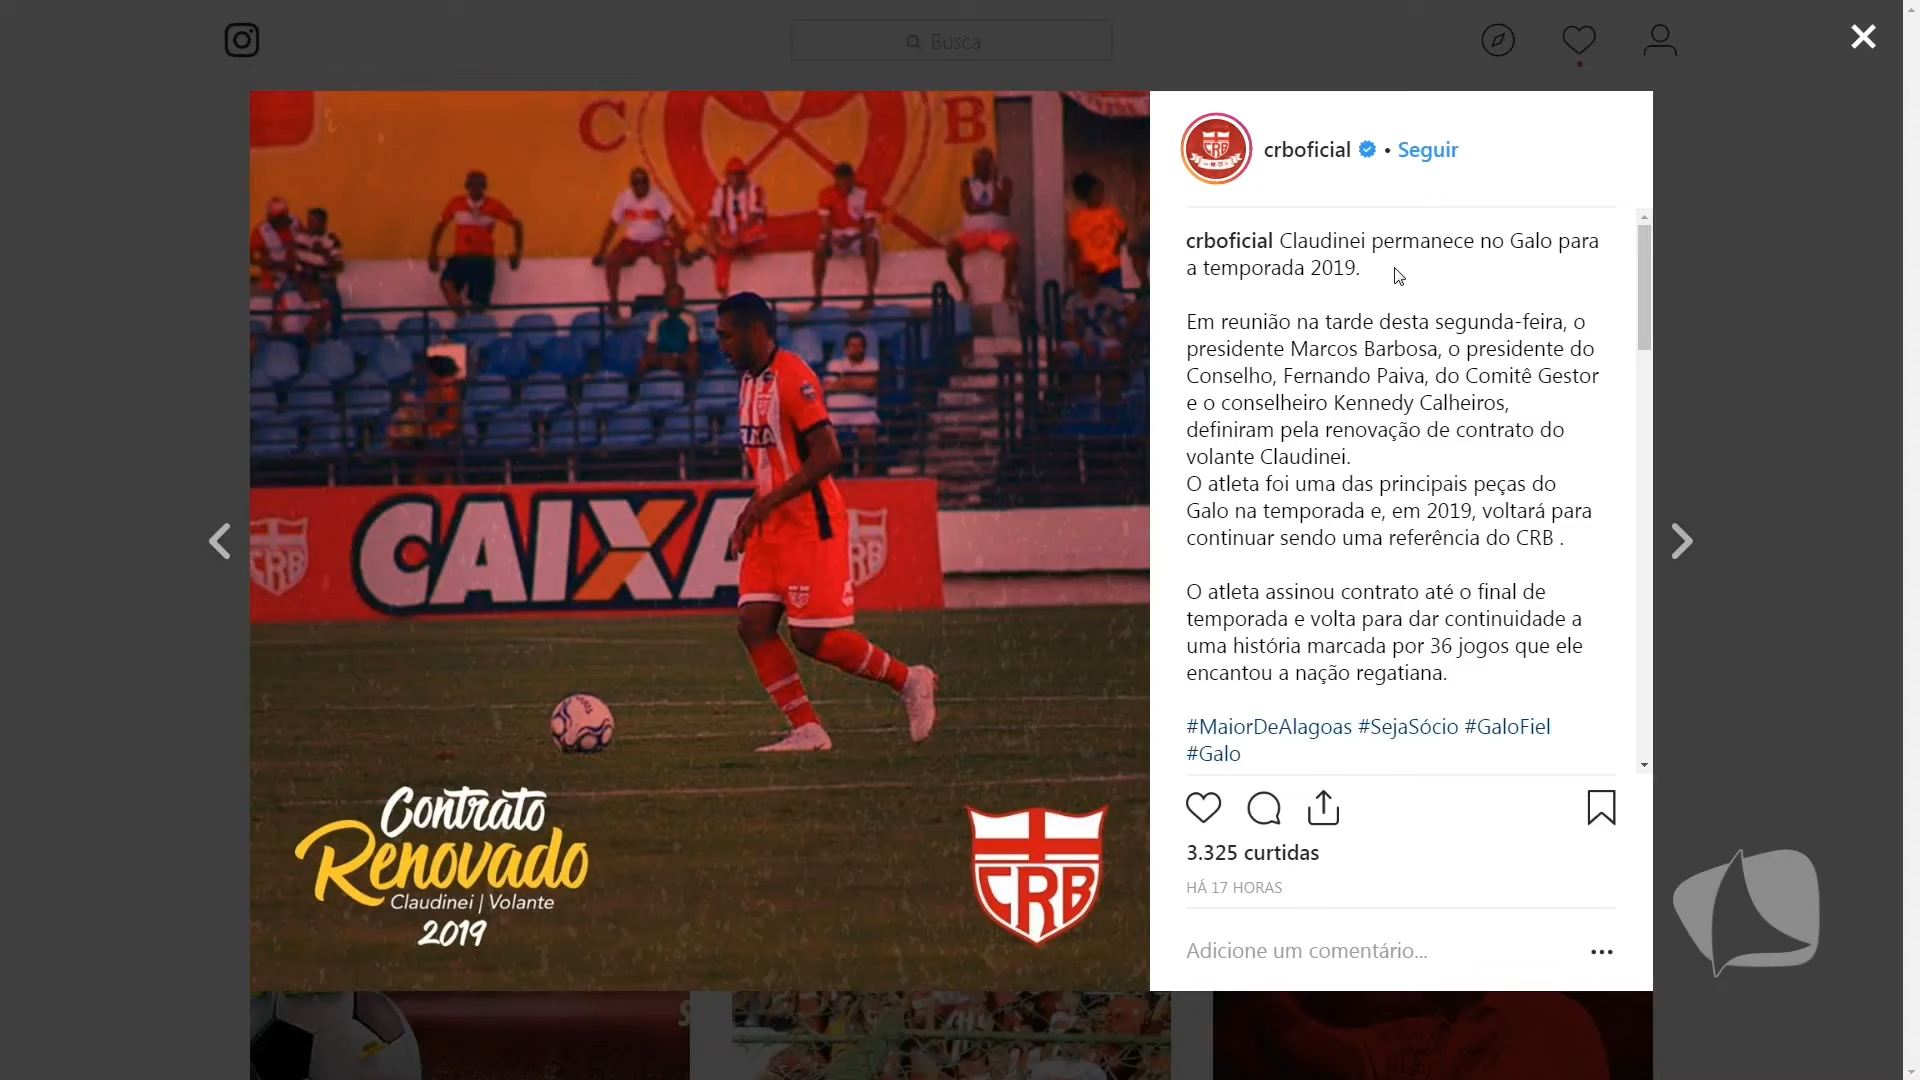 Busca
C B
CRB
CAIXA
CRB
CRB
Contrato
Renovado
Claudinei | Volante
2019
CRB
CRB
crboficial • Seguir
crboficial Claudinei permanece no Galo para
a temporada 2019.
Em reunião na tarde desta segunda-feira, o
presidente Marcos Barbosa, o presidente do
Conselho, Fernando Paiva, do Comitê Gestor
e o conselheiro Kennedy Calheiros,
definiram pela renovação de contrato do
volante Claudinei.
O atleta foi uma das principais peças do
Galo na temporada e, em 2019, voltará para
continuar sendo uma referência do CRB .
O atleta assinou contrato até o final de
temporada e volta para dar continuidade a
uma história marcada por 36 jogos que ele
encantou a nação regatiana.
#MaiorDeAlagoas #SejaSócio #GaloFiel
#Galo
3.325 curtidas
HÁ 17 HORAS
Adicione um comentário...